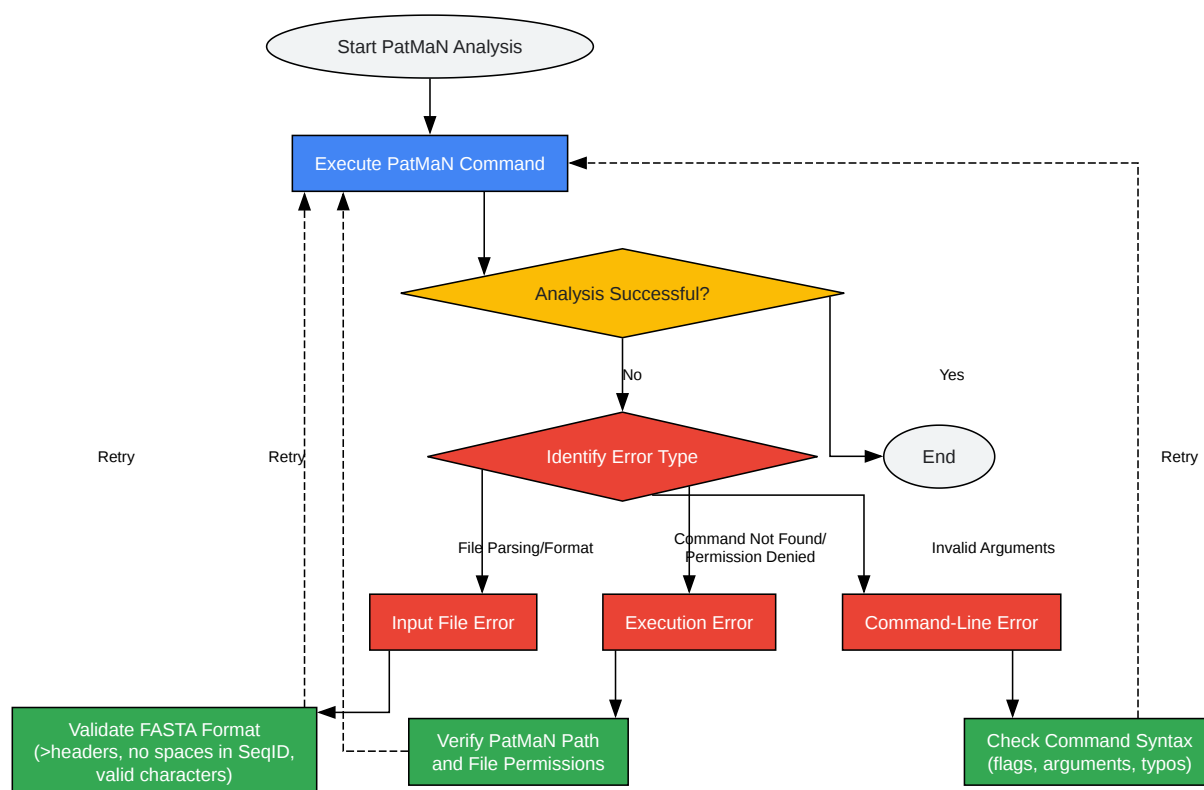 Start PatMaN Analysis
Execute PatMaN Command
Analysis Successful?
No
Yes
Retry
Retry
Identify Error Type
End
Retry
File Parsing/Format
Command Not Found/
Permission Denied
Invalid Arguments
Input File Error
Execution Error
Command-Line Error
Validate FASTA Format
(>headers, no spaces in SeqID,
valid characters)
Verify PatMaN Path
and File Permissions
Check Command Syntax
(flags, arguments, typos)